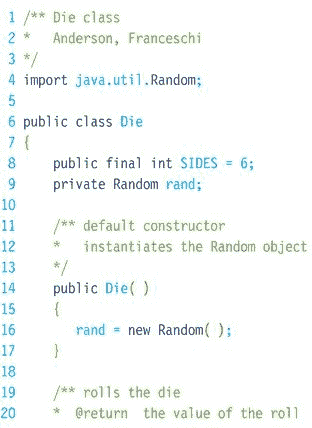 1 /** Die class
2 *   Anderson, Franceschi
3 */
4 import java.util.Random;
5
6 public class Die
7 {
8    public final int SIDES = 6;
9    private Random rand;
10
11    /** default constructor
12    *   instantiates the Random object
13    */
14    public Die( )
15    {
16       rand = new Random( );
17    }
18
19    /** rolls the die
20    *  @return  the value of the roll